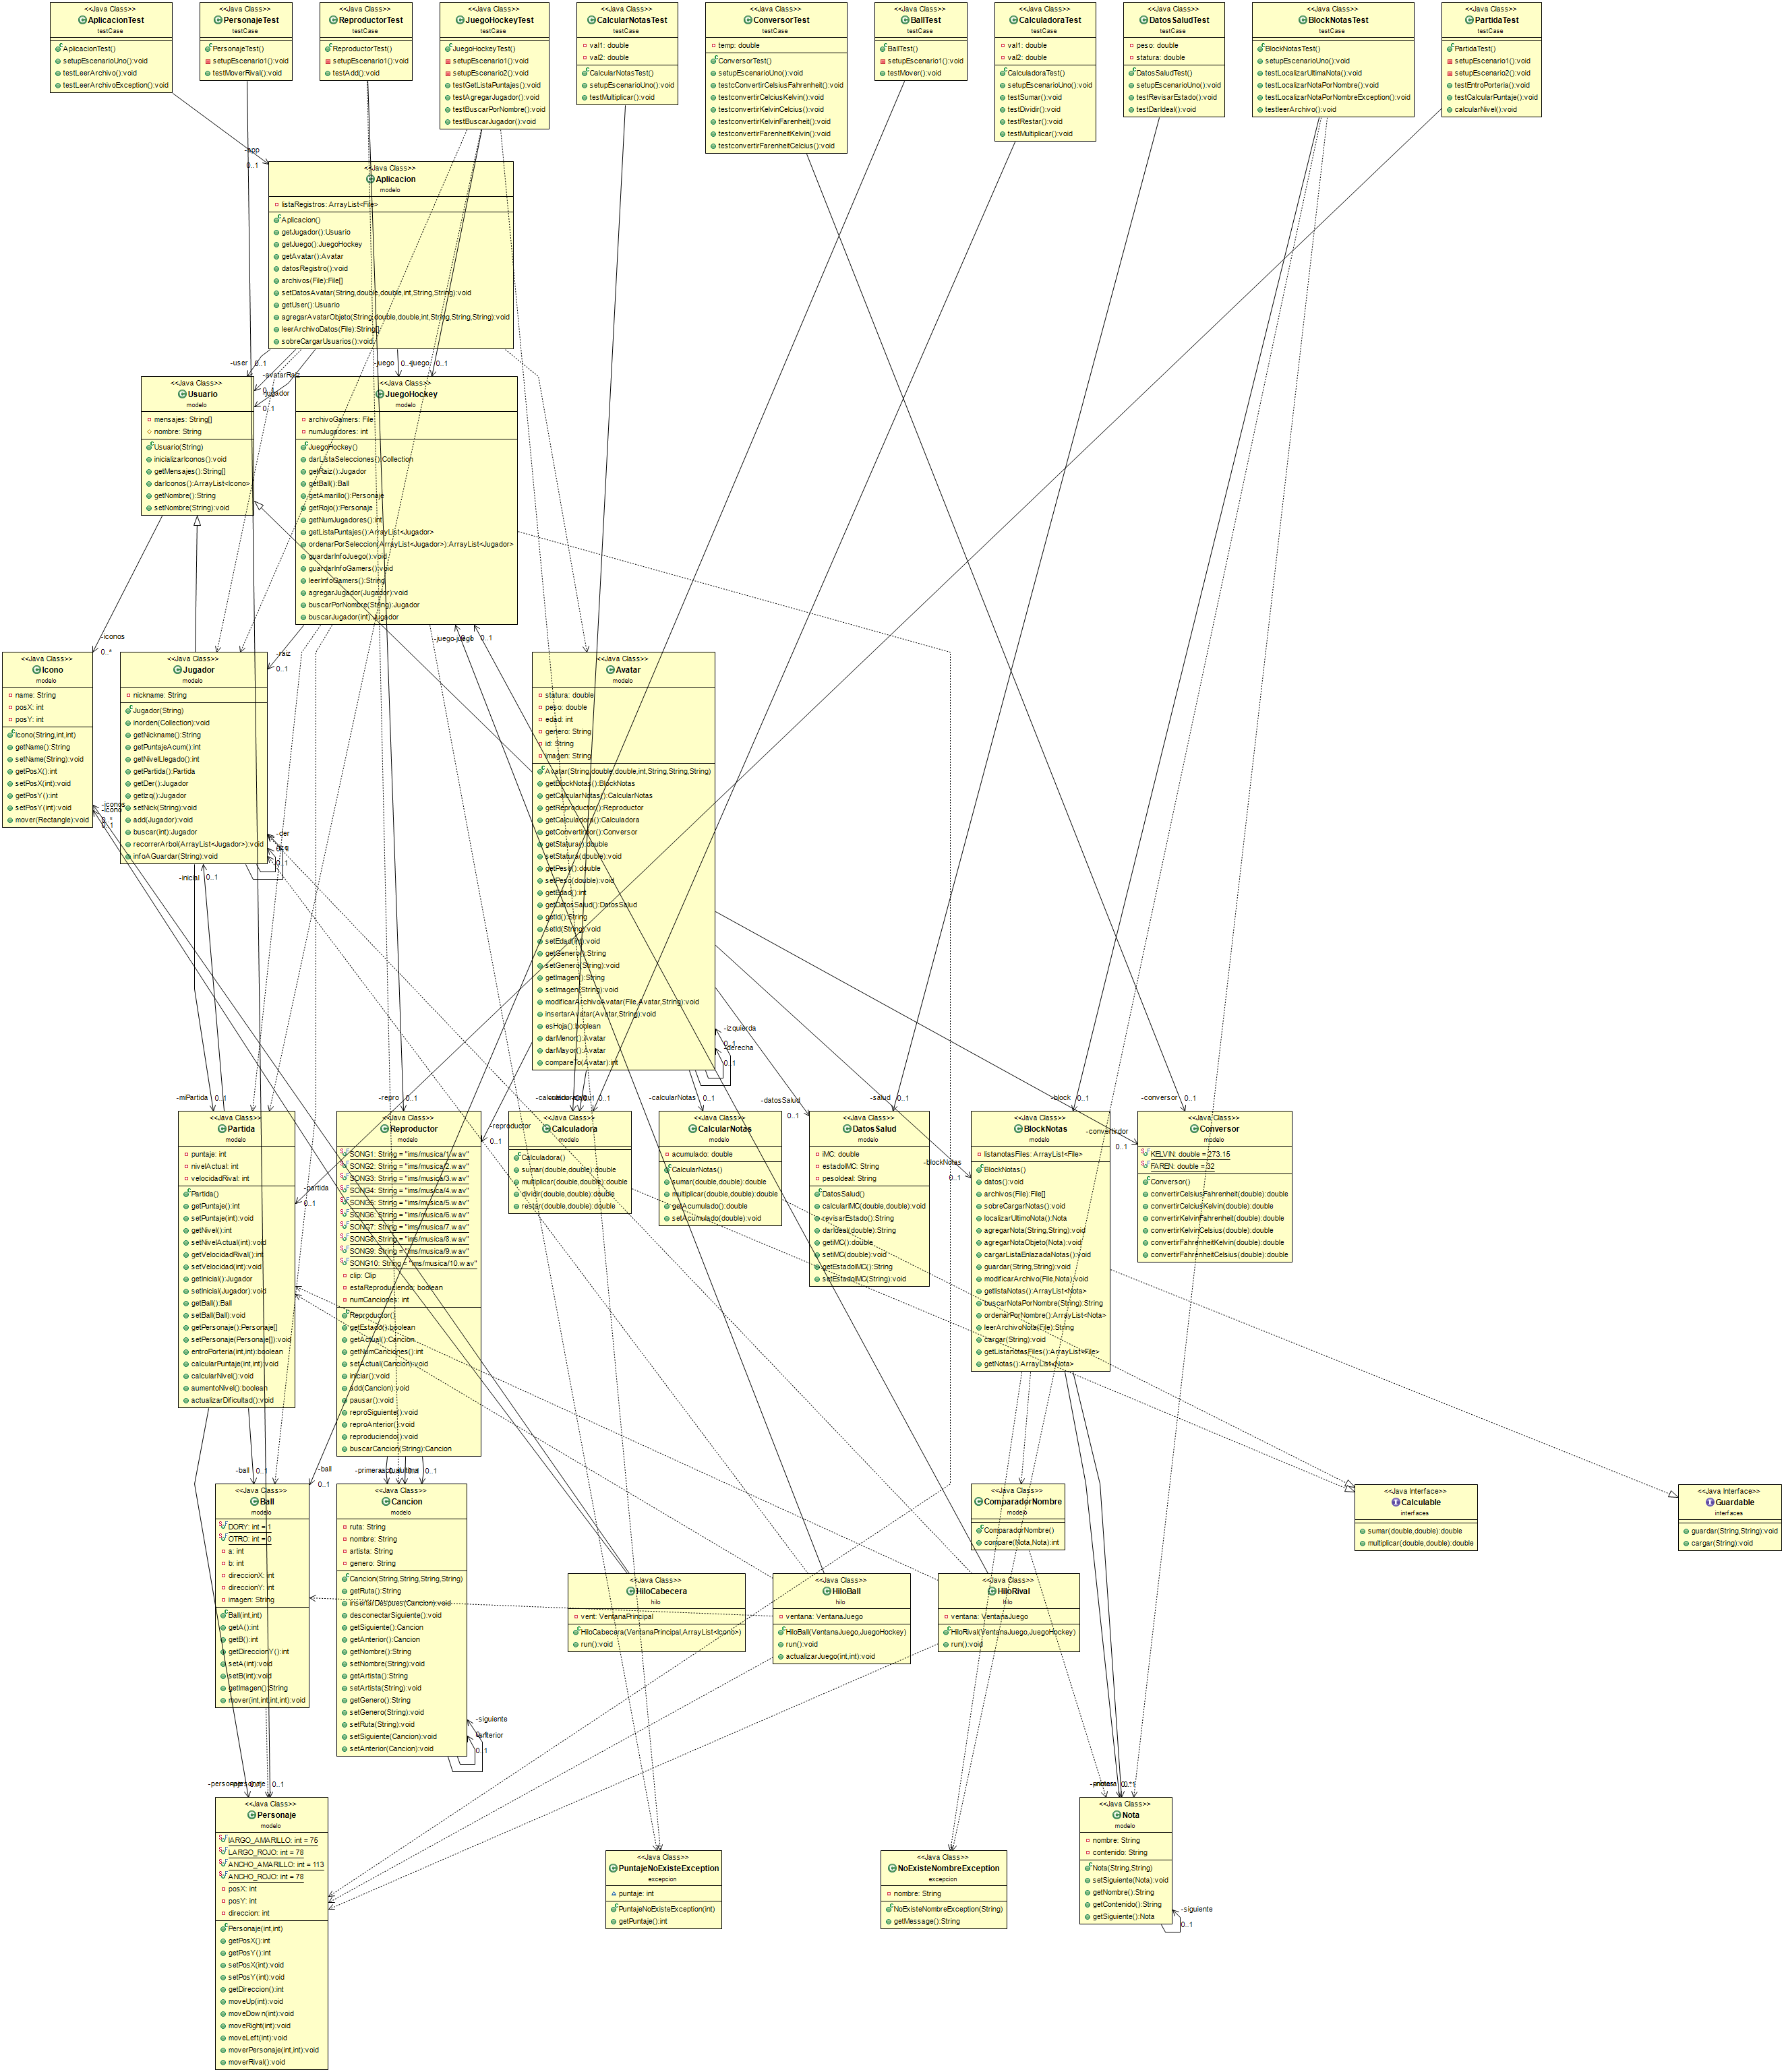 <<Java Class>>
AplicacionTest
testCase
AplicacionTest()
setupEscenarioUno():void
testLeerArchivo():void
testLeerArchivoException():void
<<Java Class>>
PersonajeTest
testCase
PersonajeTest()
setupEscenario1():void
testMoverRival():void
<<Java Class>>
ReproductorTest
testCase
ReproductorTest()
setupEscenario1():void
testAdd():void
<<Java Class>>
JuegoHockeyTest
testCase
JuegoHockeyTest()
setupEscenario1():void
setupEscenario2():void
testGetListaPuntajes():void
testAgregarJugador():void
testBuscarPorNombre():void
testBuscarJugador():void
<<Java Class>>
CalcularNotasTest
testCase
val1: double
val2: double
CalcularNotasTest()
setupEscenarioUno():void
testMultiplicar():void
<<Java Class>>
ConversorTest
testCase
temp: double
ConversorTest()
setupEscenarioUno():void
testconvertirCelsiusFahrenheit():void
testconvertirCelciusKelvin():void
testconvertirKelvinCelcius():void
testconvertirKelvinFarenheit():void
testconvertirFarenheitKelvin():void
testconvertirFarenheitCelcius():void
<<Java Class>>
BallTest
testCase
BallTest()
setupEscenario1():void
testMover():void
<<Java Class>>
CalculadoraTest
testCase
val1: double
val2: double
CalculadoraTest()
setupEscenarioUno():void
testSumar():void
testDividir():void
testRestar():void
testMultiplicar():void
<<Java Class>>
DatosSaludTest
testCase
peso: double
statura: double
DatosSaludTest()
setupEscenarioUno():void
testRevisarEstado():void
testDarIdeal():void
<<Java Class>>
BlockNotasTest
testCase
BlockNotasTest()
setupEscenarioUno():void
testLocalizarUltimaNota():void
testLocalizarNotaPorNombre():void
testLocalizarNotaPorNombreException():void
testleerArchivo():void
<<Java Class>>
PartidaTest
testCase
PartidaTest()
setupEscenario1():void
setupEscenario2():void
testEntroPorteria():void
testCalcularPuntaje():void
calcularNivel():void
-app
0..1
<<Java Class>>
Aplicacion
modelo
listaRegistros: ArrayList<File>
Aplicacion()
getJugador():Usuario
getJuego():JuegoHockey
getAvatar():Avatar
datosRegistro():void
archivos(File):File[]
setDatosAvatar(String,double,double,int,String,String):void
getUser():Usuario
agregarAvatarObjeto(String,double,double,int,String,String,String):void
leerArchivoDatos(File):String[]
sobreCargarUsuarios():void
-user
0..1
-avatarRaiz
0..1
-jugador
0..1
-juego
-juego
0..1
<<Java Class>>
Usuario
modelo
mensajes: String[]
nombre: String
Usuario(String)
inicializarIconos():void
getMensajes():String[]
darIconos():ArrayList<Icono>
getNombre():String
setNombre(String):void
<<Java Class>>
JuegoHockey
modelo
archivoGamers: File
numJugadores: int
JuegoHockey()
darListaSelecciones():Collection
getRaiz():Jugador
getBall():Ball
getAmarillo():Personaje
getRojo():Personaje
getNumJugadores():int
getListaPuntajes():ArrayList<Jugador>
ordenarPorSeleccion(ArrayList<Jugador>):ArrayList<Jugador>
guardarInfoJuego():void
guardarInfoGamers():void
leerInfoGamers():String
agregarJugador(Jugador):void
buscarPorNombre(String):Jugador
buscarJugador(int):Jugador
-iconos
0..*
-raiz
0..1
-juego
-juego
0..1
<<Java Class>>
Icono
modelo
name: String
posX: int
posY: int
Icono(String,int,int)
getName():String
setName(String):void
getPosX():int
setPosX(int):void
getPosY():int
setPosY(int):void
mover(Rectangle):void
-iconos
-icono
0..*
0..1
<<Java Class>>
Jugador
modelo
nickname: String
Jugador(String)
inorden(Collection):void
getNickname():String
getPuntajeAcum():int
getNivelLlegado():int
getPartida():Partida
getDer():Jugador
getIzq():Jugador
setNick(String):void
add(Jugador):void
buscar(int):Jugador
recorrerArbol(ArrayList<Jugador>):void
infoAGuardar(String):void
-der
0..1
-inicial
0..1
<<Java Class>>
Avatar
modelo
statura: double
peso: double
edad: int
genero: String
id: String
imagen: String
Avatar(String,double,double,int,String,String,String)
getBlockNotas():BlockNotas
getCalcularNotas():CalcularNotas
getReproductor():Reproductor
getCalculadora():Calculadora
getConvertiror():Conversor
getStatura():double
setStatura(double):void
getPeso():double
setPeso(double):void
getEdad():int
getDatosSalud():DatosSalud
getId():String
setId(String):void
setEdad(int):void
getGenero():String
setGenero(String):void
getImagen():String
setImagen(String):void
modificarArchivoAvatar(File,Avatar,String):void
insertarAvatar(Avatar,String):void
esHoja():boolean
darMenor():Avatar
darMayor():Avatar
compareTo(Avatar):int
-izquierda
0..1
-derecha
0..1
-miPartida
0..1
-repro
0..1
-reproductor
0..1
-calcularNotas
0..1
-datosSalud
0..1
-salud
0..1
-blockNotas
0..1
-block
0..1
-convertirdor
0..1
-conversor
0..1
<<Java Class>>
Partida
modelo
puntaje: int
nivelActual: int
velocidadRival: int
Partida()
getPuntaje():int
setPuntaje(int):void
getNivel():int
setNivelActual(int):void
getVelocidadRival():int
setVelocidad(int):void
getInicial():Jugador
setInicial(Jugador):void
getBall():Ball
setBall(Ball):void
getPersonaje():Personaje[]
setPersonaje(Personaje[]):void
entroPorteria(int,int):boolean
calcularPuntaje(int,int):void
calcularNivel():void
aumentoNivel():boolean
actualizarDificultad():void
-partida
0..1
<<Java Class>>
Reproductor
modelo
SONG1: String = "ims/musica/1.wav"
SONG2: String = "ims/musica/2.wav"
SONG3: String = "ims/musica/3.wav"
SONG4: String = "ims/musica/4.wav"
SONG5: String = "ims/musica/5.wav"
SONG6: String = "ims/musica/6.wav"
SONG7: String = "ims/musica/7.wav"
SONG8: String = "ims/musica/8.wav"
SONG9: String = "ims/musica/9.wav"
SONG10: String = "ims/musica/10.wav"
clip: Clip
estaReproduciendo: boolean
numCanciones: int
Reproductor()
getEstado():boolean
getActual():Cancion
getNumCanciones():int
setActual(Cancion):void
iniciar():void
add(Cancion):void
pausar():void
reproSiguiente():void
reproAnterior():void
reproduciendo():void
buscarCancion(String):Cancion
<<Java Class>>
Calculadora
modelo
Calculadora()
sumar(double,double):double
multiplicar(double,double):double
dividir(double,double):double
restar(double,double):double
<<Java Class>>
CalcularNotas
modelo
acumulado: double
CalcularNotas()
sumar(double,double):double
multiplicar(double,double):double
getAcumulado():double
setAcumulado(double):void
<<Java Class>>
DatosSalud
modelo
iMC: double
estadoIMC: String
pesoIdeal: String
DatosSalud()
calcularIMC(double,double):void
revisarEstado():String
darideal(double):String
getiMC():double
setiMC(double):void
getEstadoIMC():String
setEstadoIMC(String):void
<<Java Class>>
BlockNotas
modelo
listanotasFiles: ArrayList<File>
BlockNotas()
datos():void
archivos(File):File[]
sobreCargarNotas():void
localizarUltimoNota():Nota
agregarNota(String,String):void
agregarNotaObjeto(Nota):void
cargarListaEnlazadaNotas():void
guardar(String,String):void
modificarArchivo(File,Nota):void
getlistaNotas():ArrayList<Nota>
buscarNotaPorNombre(String):String
ordenarPorNombre():ArrayList<Nota>
leerArchivoNota(File):String
cargar(String):void
getListanotasFiles():ArrayList<File>
getNotas():ArrayList<Nota>
<<Java Class>>
Conversor
modelo
KELVIN: double = 273.15
FAREN: double = 32
Conversor()
convertirCelsiusFahrenheit(double):double
convertirCelciusKelvin(double):double
convertirKelvinFahrenheit(double):double
convertirKelvinCelsius(double):double
convertirFahrenheitKelvin(double):double
convertirFahrenheitCelsius(double):double
-ball
0..1
-ball
0..1
0..1
<<Java Class>>
Ball
modelo
DORY: int = 1
OTRO: int = 0
a: int
b: int
direccionX: int
direccionY: int
imagen: String
Ball(int,int)
getA():int
getB():int
getDireccionY():int
setA(int):void
setB(int):void
getImagen():String
mover(int,int,int,int):void
<<Java Class>>
Cancion
modelo
ruta: String
nombre: String
artista: String
genero: String
Cancion(String,String,String,String)
getRuta():String
insertarDespues(Cancion):void
desconectarSiguiente():void
getSiguiente():Cancion
getAnterior():Cancion
getNombre():String
setNombre(String):void
getArtista():String
setArtista(String):void
getGenero():String
setGenero(String):void
setRuta(String):void
setSiguiente(Cancion):void
setAnterior(Cancion):void
-siguiente
0..1
<<Java Class>>
ComparadorNombre
modelo
ComparadorNombre()
compare(Nota,Nota):int
<<Java Interface>>
Calculable
interfaces
sumar(double,double):double
multiplicar(double,double):double
<<Java Interface>>
Guardable
interfaces
guardar(String,String):void
cargar(String):void
<<Java Class>>
HiloCabecera
hilo
vent: VentanaPrincipal
HiloCabecera(VentanaPrincipal,ArrayList<Icono>)
run():void
<<Java Class>>
HiloBall
hilo
ventana: VentanaJuego
HiloBall(VentanaJuego,JuegoHockey)
run():void
actualizarJuego(int,int):void
<<Java Class>>
HiloRival
hilo
ventana: VentanaJuego
HiloRival(VentanaJuego,JuegoHockey)
run():void
0..1
<<Java Class>>
Personaje
modelo
lARGO_AMARILLO: int = 75
LARGO_ROJO: int = 78
ANCHO_AMARILLO: int = 113
ANCHO_ROJO: int = 78
posX: int
posY: int
direccion: int
Personaje(int,int)
getPosX():int
getPosY():int
setPosX(int):void
setPosY(int):void
getDireccion():int
moveUp(int):void
moveDown(int):void
moveRight(int):void
moveLeft(int):void
moverPersonaje(int,int):void
moverRival():void
<<Java Class>>
PuntajeNoExisteException
excepcion
puntaje: int
PuntajeNoExisteException(int)
getPuntaje():int
<<Java Class>>
NoExisteNombreException
excepcion
nombre: String
NoExisteNombreException(String)
getMessage():String
<<Java Class>>
Nota
modelo
nombre: String
contenido: String
Nota(String,String)
setSiguiente(Nota):void
getNombre():String
getContenido():String
getSiguiente():Nota
-siguiente
0..1